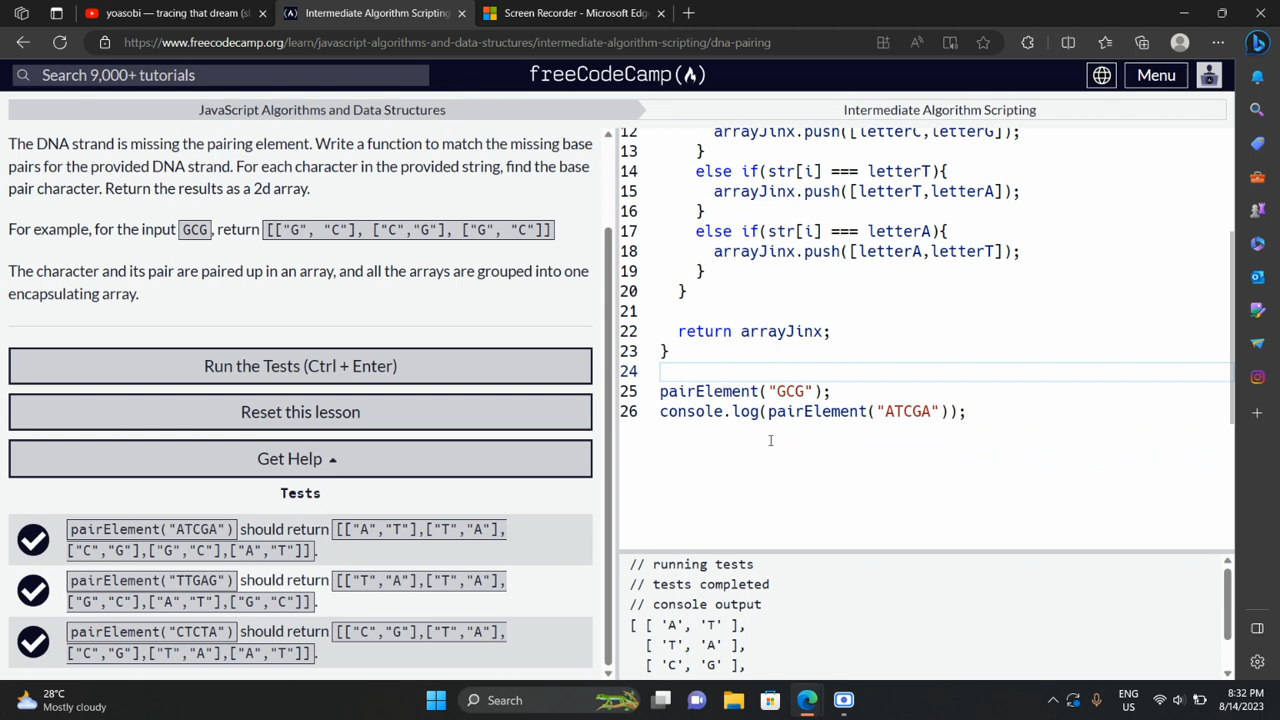 yoasobi — tracing that dream (sl
Intermediate Algorithm Scripting
Screen Recorder - Microsoft Edge
https://www.freecodecamp.org/learn/javascript-algorithms-and-data-structures/intermediate-algorithm-scripting/dna-pairing
Search 9,000+ tutorials
freeCodeCamp
Menu
JavaScript Algorithms and Data Structures
Intermediate Algorithm Scripting
The DNA strand is missing the pairing element. Write a function to match the missing base
pairs for the provided DNA strand. For each character in the provided string, find the base
pair character. Return the results as a 2d array.
For example, for the input GCG, return [["G", "C"], ["C","G"], ["G", "C"]]
The character and its pair are paired up in an array, and all the arrays are grouped into one
encapsulating array.
Run the Tests (Ctrl + Enter)
Reset this lesson
Get Help
Tests
pairElement("ATCGA") should return [["A","T"],["T","A"],
["C","G"],["G","C"],["A","T"]].
pairElement("TTGAG") should return [["T","A"],["T","A"],
["G","C"],["A","T"],["G","C"]].
pairElement("CTCTA") should return [["C","G"],["T","A"],
["C","G"],["T","A"],["A","T"]].
12 arrayJinx.push([letterC,letterG]);
13 }
14 else if(str[i] === letterT){
15 arrayJinx.push([letterT,letterA]);
16 }
17 else if(str[i] === letterA){
18 arrayJinx.push([letterA,letterT]);
19 }
20 }
21
22 return arrayJinx;
23 }
24
25 pairElement("GCG");
26 console.log(pairElement("ATCGA"));
// running tests
// tests completed
// console output
[ [ 'A', 'T' ],
[ 'T', 'A' ],
[ 'C', 'G' ],
28°C
Mostly cloudy
Search
ENG
US
8:32 PM
8/14/2023